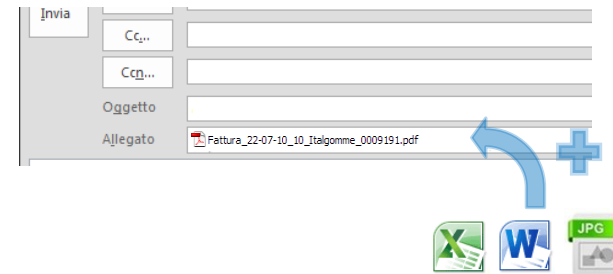 Invia
Cc...
Ccn...
Oggetto
Allegato
Fattura_22-07-10_10_Italgomme_0009191.pdf
JPG